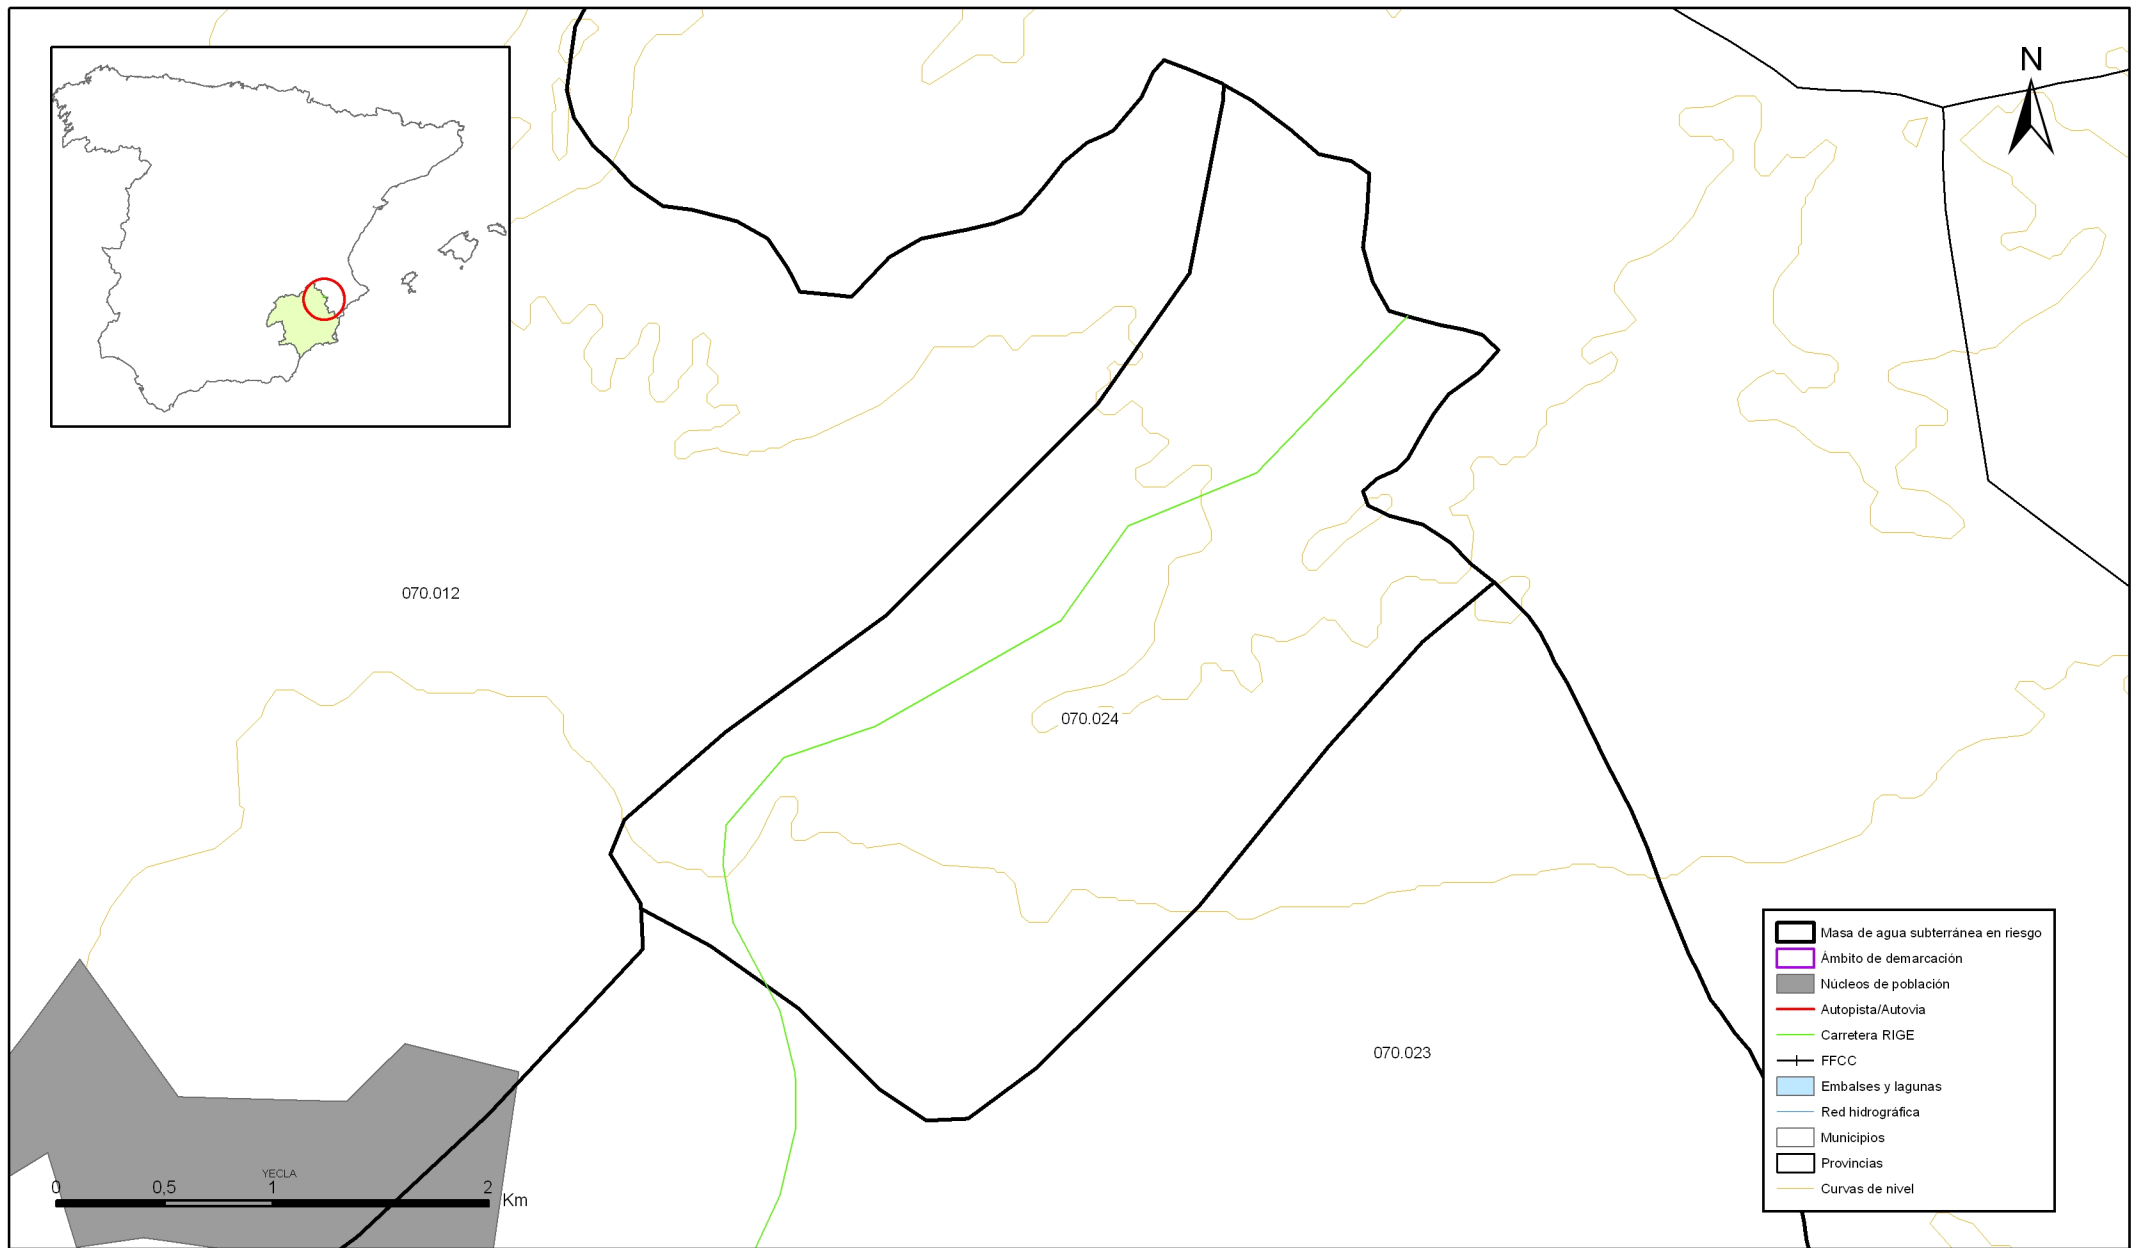 N
070.012
070.024
070.023
YECLA
0 0,5 1 2 Km
Masa de agua subterránea en riesgo
Ámbito de demarcación
Núcleos de población
Autopista/Autovia
Carretera RIGE
FFCC
Embalses y lagunas
Red hidrográfica
Municipios
Provincias
Curvas de nivel